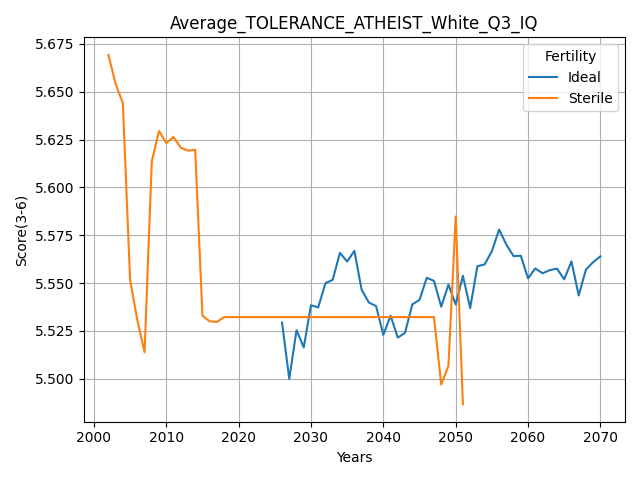 Average_TOLERANCE_ATHEIST_White_Q3_IQ
Fertility
Ideal
Sterile
Score(3-6)
5.675
5.650
5.625
5.600
5.575
5.550
5.525
5.500
2000 2010 2020 2030 2040 2050 2060 2070
Years